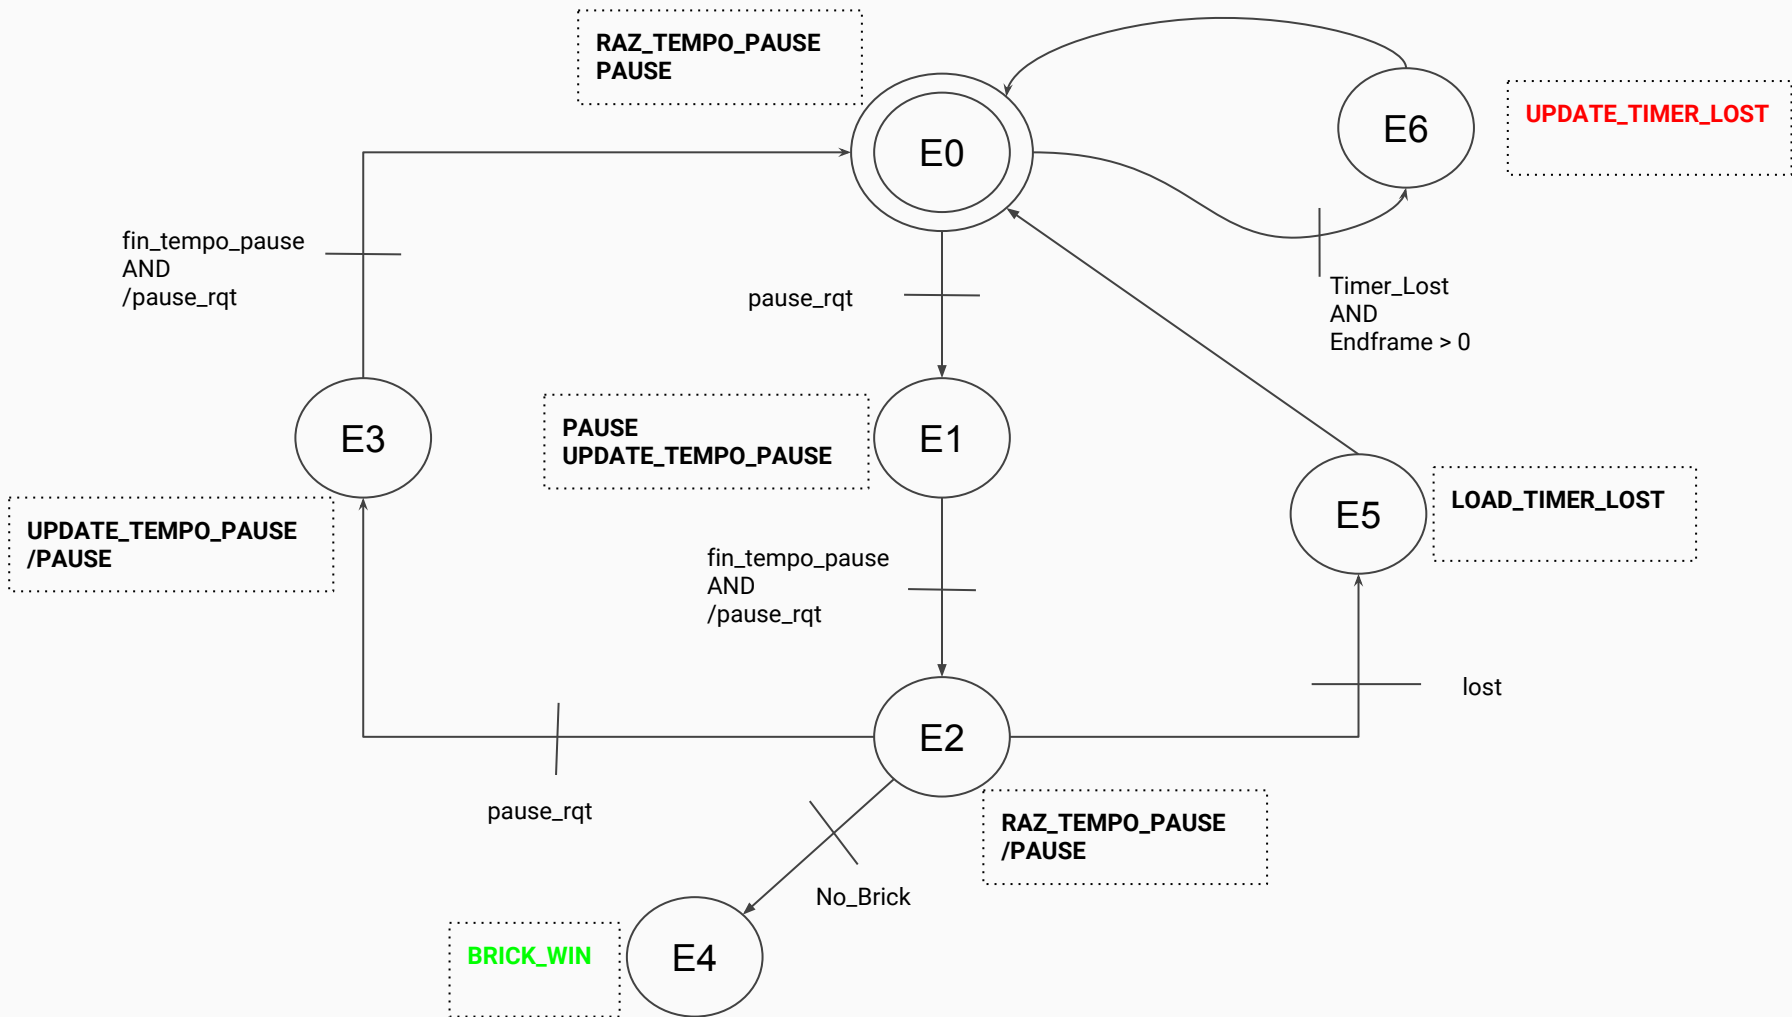 RAZ_TEMPO_PAUSE
PAUSE
E0
E6
UPDATE_TIMER_LOST
fin_tempo_pause
AND
/pause_rqt
pause_rqt
Timer_Lost
AND
Endframe > 0
E3
PAUSE
UPDATE_TEMPO_PAUSE
E1
E5
LOAD_TIMER_LOST
UPDATE_TEMPO_PAUSE
/PAUSE
fin_tempo_pause
AND
/pause_rqt
lost
E2
pause_rqt
RAZ_TEMPO_PAUSE
/PAUSE
No_Brick
BRICK_WIN
E4